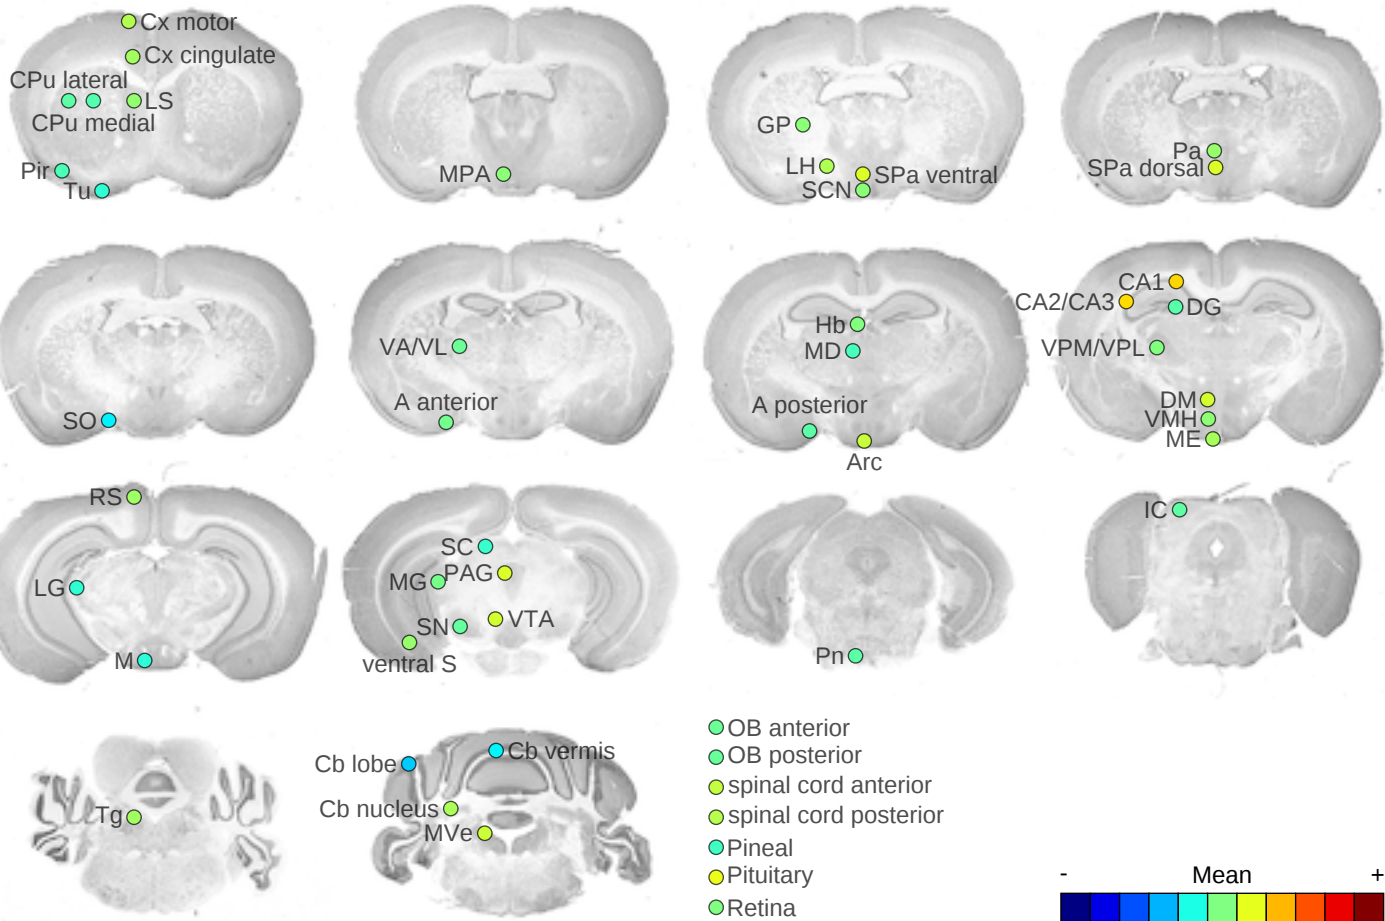 Cx motor
Cx cingulate
CPu lateral
LS
CPu medial
Pir
Tu
MPA
GP
LH
SPa ventral
SCN
Pa
SPa dorsal
SO
VA/VL
A anterior
Hb
MD
A posterior
Arc
CA1
CA2/CA3
DG
VPM/VPL
DM
VMH
ME
RS
LG
M
SC
PAG
MG
VTA
SN
ventral S
Pn
IC
Tg
Cb lobe
Cb vermis
Cb nucleus
MVe
OB anterior
OB posterior
spinal cord anterior
spinal cord posterior
Pineal
Pituitary
Retina
- Mean +